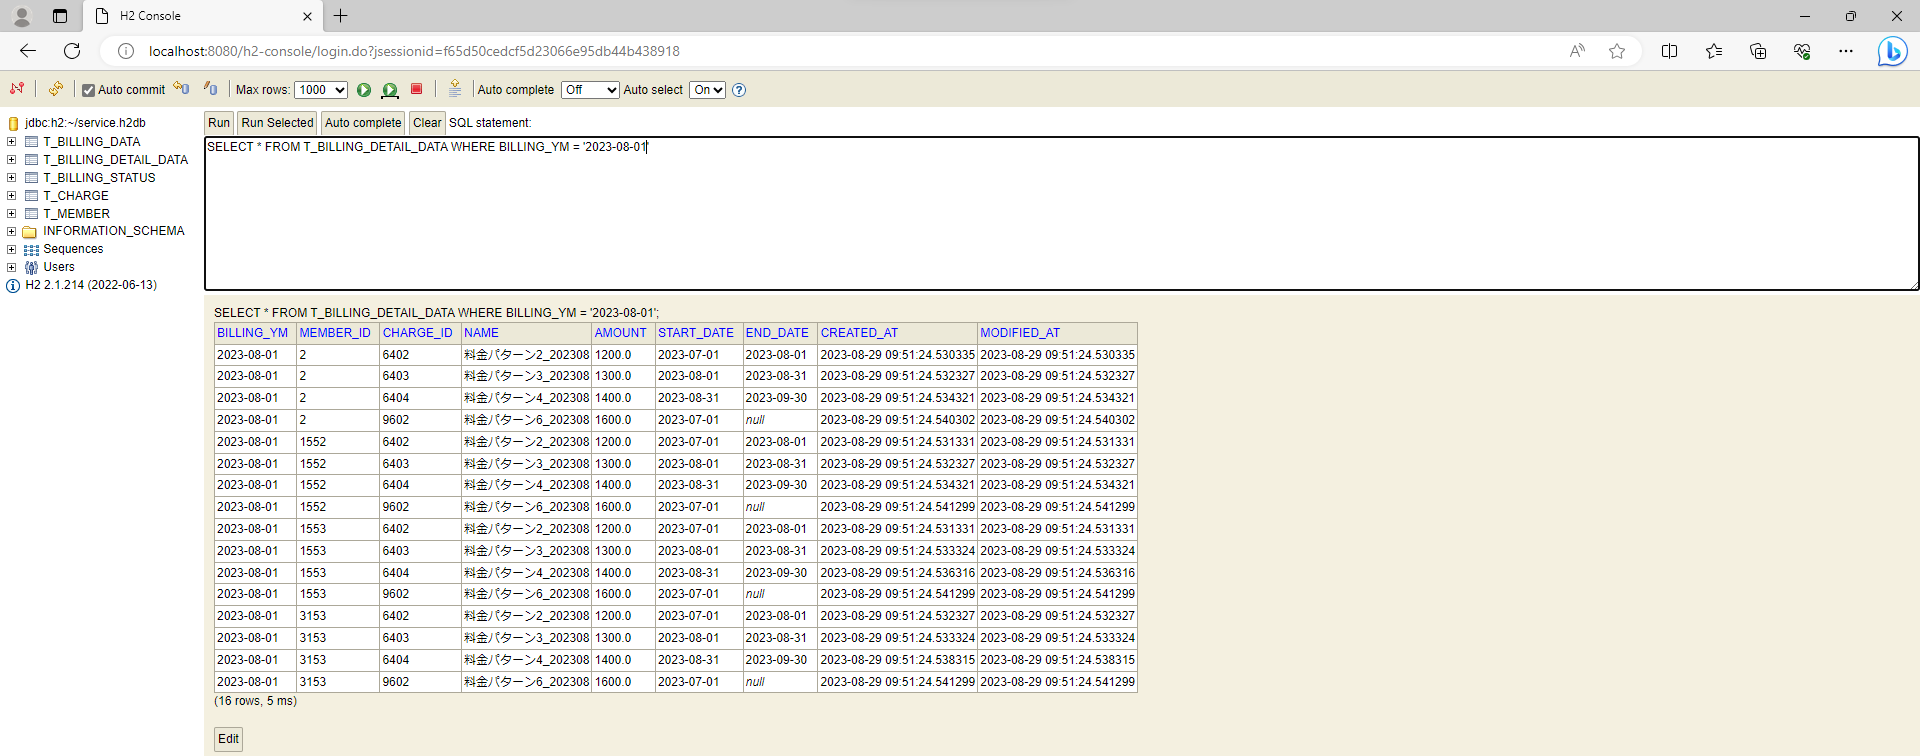 H2 Console
localhost:8080/h2-console/login.do?jsessionid=f65d50cedcf5d23066e95db44b438918
Auto commit Max rows: 1000 Auto complete Off Auto select On
jdbc:h2:~/service.h2db
T_BILLING_DATA
T_BILLING_DETAIL_DATA
T_BILLING_STATUS
T_CHARGE
T_MEMBER
INFORMATION_SCHEMA
Sequences
Users
H2 2.1.214 (2022-06-13)
Run Run Selected Auto complete Clear SQL statement:
SELECT * FROM T_BILLING_DETAIL_DATA WHERE BILLING_YM = '2023-08-01'
SELECT * FROM T_BILLING_DETAIL_DATA WHERE BILLING_YM = '2023-08-01';
BILLING_YM MEMBER_ID CHARGE_ID NAME AMOUNT START_DATE END_DATE CREATED_AT MODIFIED_AT
2023-08-01 2 6402 料金パターン2_202308 1200.0 2023-07-01 2023-08-01 2023-08-29 09:51:24.530335 2023-08-29 09:51:24.530335
2023-08-01 2 6403 料金パターン3_202308 1300.0 2023-08-01 2023-08-31 2023-08-29 09:51:24.532327 2023-08-29 09:51:24.532327
2023-08-01 2 6404 料金パターン4_202308 1400.0 2023-08-31 2023-09-30 2023-08-29 09:51:24.534321 2023-08-29 09:51:24.534321
2023-08-01 2 9602 料金パターン6_202308 1600.0 2023-07-01 null 2023-08-29 09:51:24.540302 2023-08-29 09:51:24.540302
2023-08-01 1552 6402 料金パターン2_202308 1200.0 2023-07-01 2023-08-01 2023-08-29 09:51:24.531331 2023-08-29 09:51:24.531331
2023-08-01 1552 6403 料金パターン3_202308 1300.0 2023-08-01 2023-08-31 2023-08-29 09:51:24.532327 2023-08-29 09:51:24.532327
2023-08-01 1552 6404 料金パターン4_202308 1400.0 2023-08-31 2023-09-30 2023-08-29 09:51:24.534321 2023-08-29 09:51:24.534321
2023-08-01 1552 9602 料金パターン6_202308 1600.0 2023-07-01 null 2023-08-29 09:51:24.541299 2023-08-29 09:51:24.541299
2023-08-01 1553 6402 料金パターン2_202308 1200.0 2023-07-01 2023-08-01 2023-08-29 09:51:24.531331 2023-08-29 09:51:24.531331
2023-08-01 1553 6403 料金パターン3_202308 1300.0 2023-08-01 2023-08-31 2023-08-29 09:51:24.533324 2023-08-29 09:51:24.533324
2023-08-01 1553 6404 料金パターン4_202308 1400.0 2023-08-31 2023-09-30 2023-08-29 09:51:24.536316 2023-08-29 09:51:24.536316
2023-08-01 1553 9602 料金パターン6_202308 1600.0 2023-07-01 null 2023-08-29 09:51:24.541299 2023-08-29 09:51:24.541299
2023-08-01 3153 6402 料金パターン2_202308 1200.0 2023-07-01 2023-08-01 2023-08-29 09:51:24.532327 2023-08-29 09:51:24.532327
2023-08-01 3153 6403 料金パターン3_202308 1300.0 2023-08-01 2023-08-31 2023-08-29 09:51:24.533324 2023-08-29 09:51:24.533324
2023-08-01 3153 6404 料金パターン4_202308 1400.0 2023-08-31 2023-09-30 2023-08-29 09:51:24.538315 2023-08-29 09:51:24.538315
2023-08-01 3153 9602 料金パターン6_202308 1600.0 2023-07-01 null 2023-08-29 09:51:24.541299 2023-08-29 09:51:24.541299
(16 rows, 5 ms)
Edit